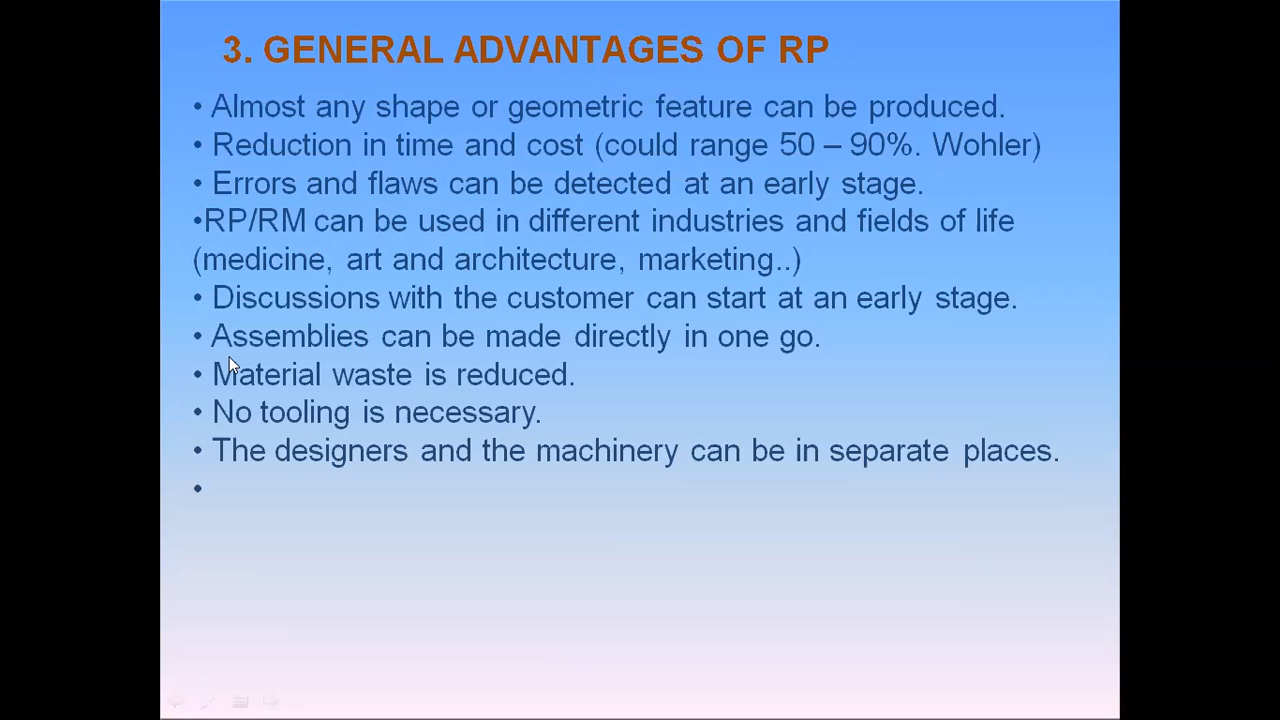 3. GENERAL ADVANTAGES OF RP
• Almost any shape or geometric feature can be produced.
• Reduction in time and cost (could range 50 – 90%. Wohler)
• Errors and flaws can be detected at an early stage.
•RP/RM can be used in different industries and fields of life
(medicine, art and architecture, marketing..)
• Discussions with the customer can start at an early stage.
• Assemblies can be made directly in one go.
• Material waste is reduced.
• No tooling is necessary.
• The designers and the machinery can be in separate places.
•